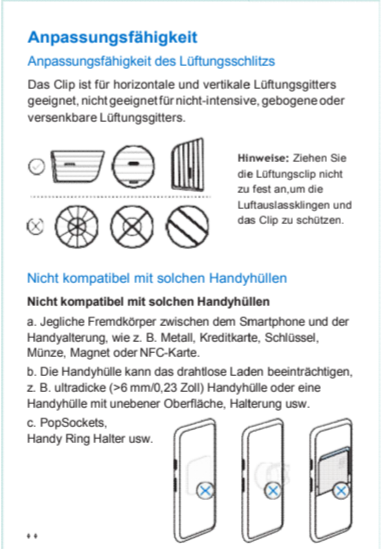 Anpassungsfähigkeit
Anpassungsfähigkeit des Lüftungsschlitzs
Das Clip ist für horizontale und vertikale Lüftungsgitters
geeignet, nicht geeignet für nicht-intensive, gebogene oder
versenkbare Lüftungsgitters.
Hinweise: Ziehen Sie
die Lüftungsclip nicht
zu fest an,um die
Luftauslassklingen und
das Clip zu schützen.
Nicht kompatibel mit solchen Handyhüllen
Nicht kompatibel mit solchen Handyhüllen
a. Jegliche Fremdkörper zwischen dem Smartphone und der
Handyalterung, wie z. B. Metall, Kreditkarte, Schlüssel,
Münze, Magnet oder NFC-Karte.
b. Die Handyhülle kann das drahtlose Laden beeinträchtigen,
z. B. ultradicke (>6 mm/0,23 Zoll) Handyhülle oder eine
Handyhülle mit unebener Oberfläche, Halterung usw.
c. PopSockets,
Handy Ring Halter usw.